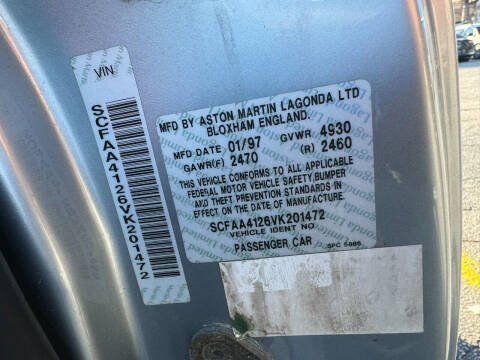 VIN
SCFAA4126VK201472
MFD BY ASTON MARTIN LAGONDA LTD
BLOXHAM ENGLAND.
MFD DATE 01/97 GVWR 4930
GAWR(F) 2470 (R) 2460
THIS VEHICLE CONFORMS TO ALL APPLICABLE
FEDERAL MOTOR VEHICLE SAFETY, BUMPER
AND THEFT PREVENTION STANDARDS IN
EFFECT ON DATE OF MANUFACTURE
SCFAA4126VK201472
VEHICLE IDENT NO
PASSENGER CAR